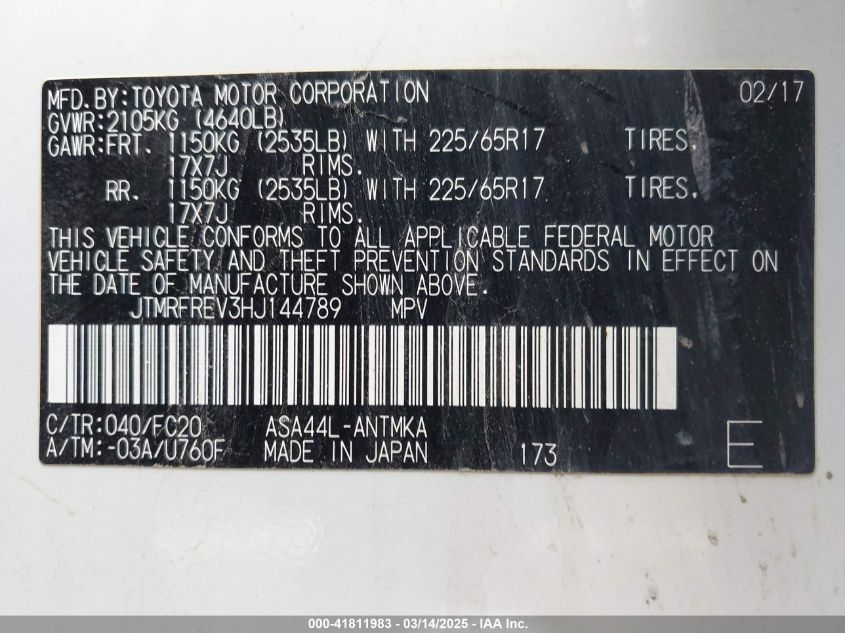 MFD.BY:TOYOTA MOTOR CORPORATION 02/17
GVWR:2105KG (4640LB)
GAWR:FRT. 1150KG (2535LB) WITH 225/65R17 TIRES.
17X7J RIMS.
RR. 1150KG (2535LB) WITH 225/65R17 TIRES.
17X7J RIMS.
THIS VEHICLE CONFORMS TO ALL APPLICABLE FEDERAL MOTOR
VEHICLE SAFETY AND THEFT PREVENTION STANDARDS IN EFFECT ON
THE DATE OF MANUFACTURE SHOWN ABOVE.
JTMRFREV3HJ144789 MPV
C/TR:040/FC20 ASA44L-ANTMKA
A/TM:-03A/U760F MADE IN JAPAN 173 E
000-41811983 - 03/14/2025 - IAA Inc.